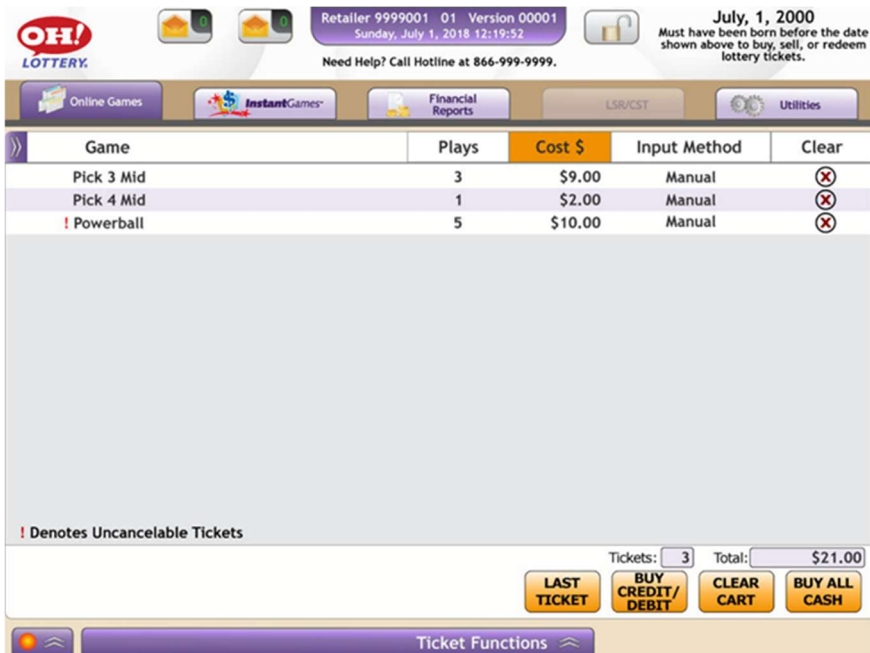 OH!
LOTTERY.
0
0
Retailer 9999001 01 Version 00001
Sunday, July 1, 2018 12:19:52
Need Help? Call Hotline at 866-999-9999.
July, 1, 2000
Must have been born before the date
shown above to buy, sell, or redeem
lottery tickets.
Online Games
InstantGames
Financial
Reports
LSR/CST
Utilities
Game Plays Cost $ Input Method Clear
Pick 3 Mid 3 $9.00 Manual
Pick 4 Mid 1 $2.00 Manual
! Powerball 5 $10.00 Manual
! Denotes Uncancelable Tickets
Tickets: 3 Total: $21.00
LAST
TICKET
BUY
CREDIT/
DEBIT
CLEAR
CART
BUY ALL
CASH
Ticket Functions